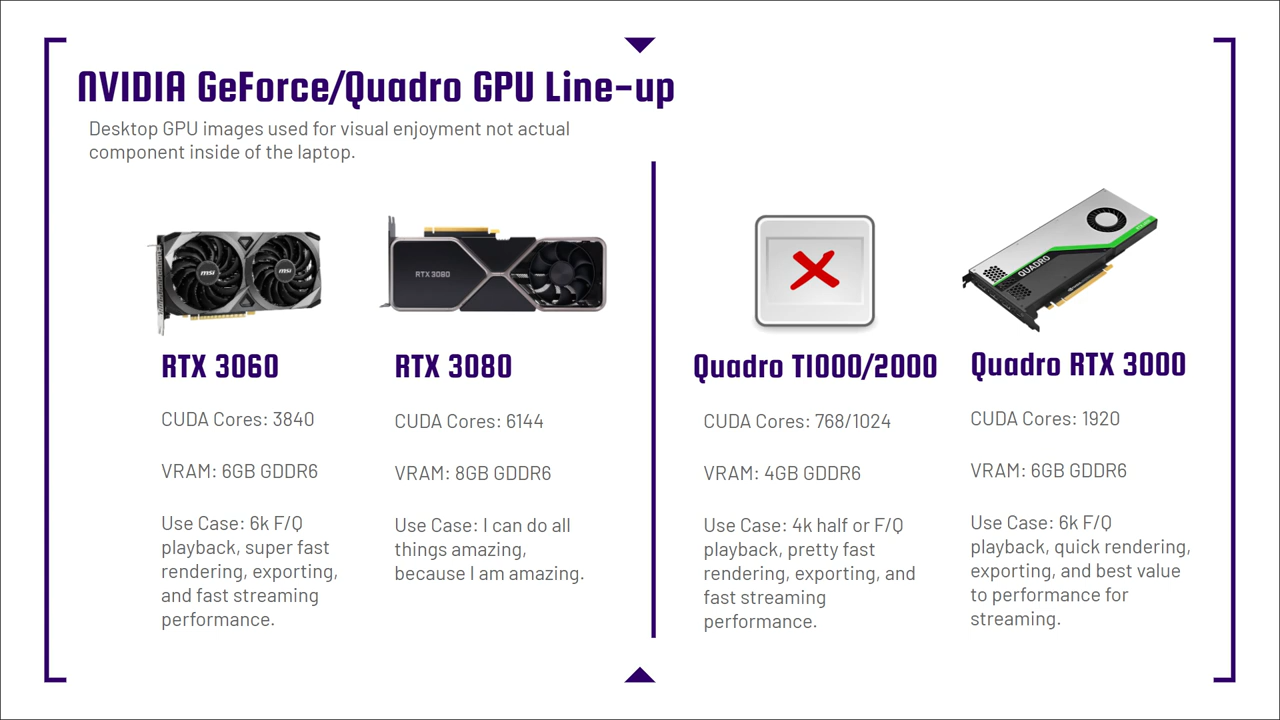 NVIDIA GeForce/Quadro GPU Line-up
Desktop GPU images used for visual enjoyment not actual
component inside of the laptop.
msi
msi
RTX 3060
CUDA Cores: 3840
VRAM: 6GB GDDR6
Use Case: 6k F/Q
playback, super fast
rendering, exporting,
and fast streaming
performance.
RTX 3080
RTX 3080
CUDA Cores: 6144
VRAM: 8GB GDDR6
Use Case: I can do all
things amazing,
because I am amazing.
Quadro T1000/2000
CUDA Cores: 768/1024
VRAM: 4GB GDDR6
Use Case: 4k half or F/Q
playback, pretty fast
rendering, exporting, and
fast streaming
performance.
QUADRO
Quadro RTX 3000
CUDA Cores: 1920
VRAM: 6GB GDDR6
Use Case: 6k F/Q
playback, quick rendering,
exporting, and best value
to performance for
streaming.